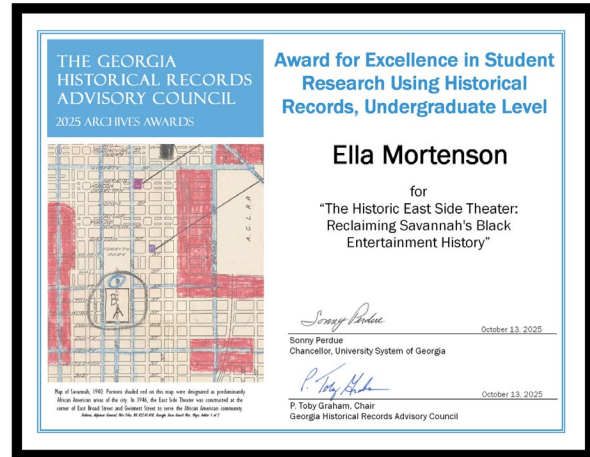 THE GEORGIA
HISTORICAL RECORDS
ADVISORY COUNCIL
2025 ARCHIVES AWARDS
Award for Excellence in Student
Research Using Historical
Records, Undergraduate Level
Ella Mortenson
for
"The Historic East Side Theater:
Reclaiming Savannah's Black
Entertainment History"
A.C.L.R.R.
B.A
Sonny Perdue
October 13, 2025
Sonny Perdue
Chancellor, University System of Georgia
P. Toby Graham
October 13, 2025
P. Toby Graham, Chair
Georgia Historical Records Advisory Council
Map of Savannah, 1940. Portions shaded red on this map were designated as predominantly
African American areas of the city. In 1946, the East Side Theater was constructed at the
corner of East Broad Street and Gwinnett Street to serve the African American community.